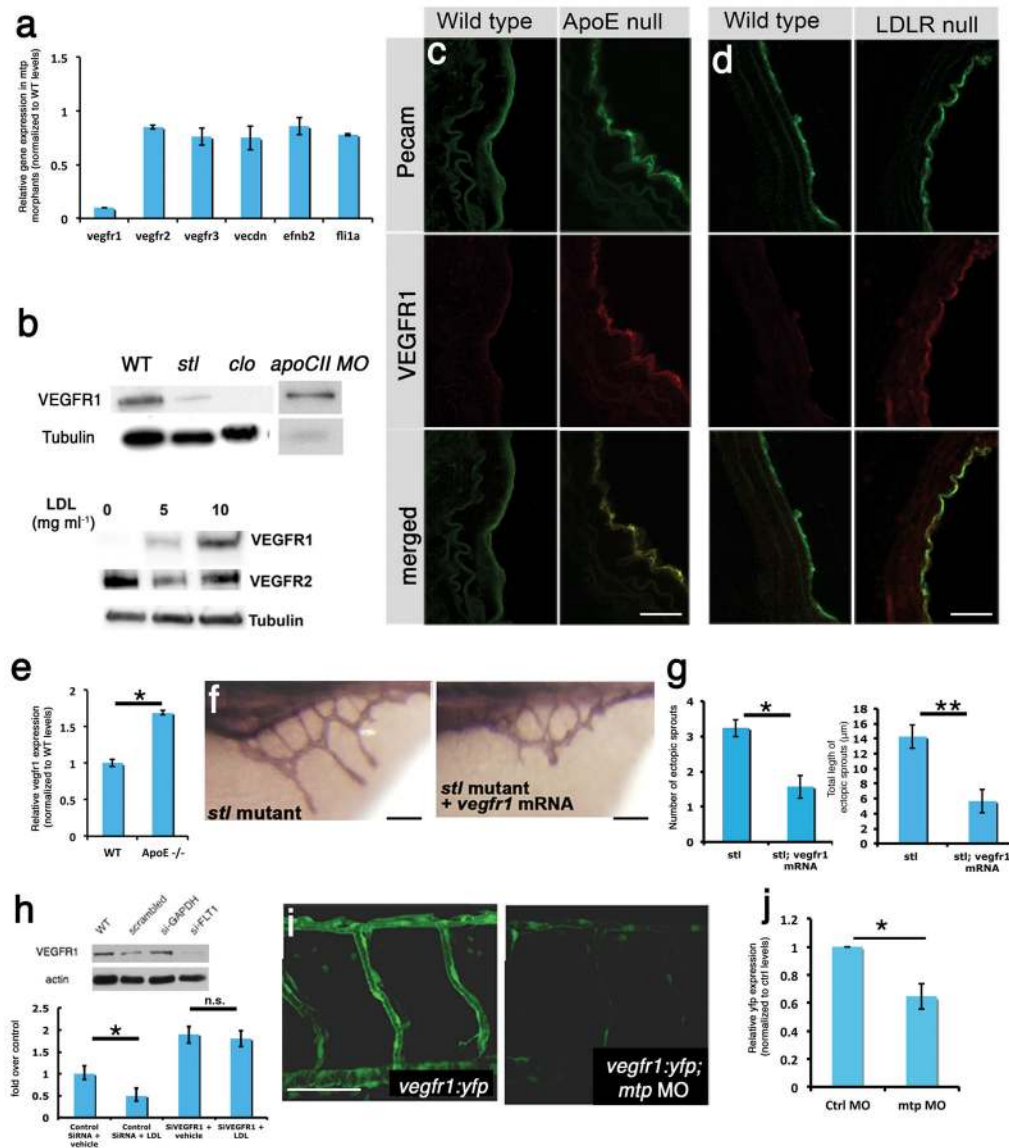 a
Relative gene expression in mtp
morphants (normalized to WT levels)
1.5
1
0.5
0
vegfr1 vegfr2 vegfr3 vecdn efnb2 fli1a
b
WT stl clo apoCII MO
VEGFR1
Tubulin
LDL
(mg ml-1)
0 5 10
VEGFR1
VEGFR2
Tubulin
Wild type ApoE null
c
Wild type LDLR null
d
Pecam
VEGFR1
merged
e
Relative vegfr1 expression
(normalized to WT levels)
2
1.5
1
0.5
0
*
WT ApoE -/-
f
stl mutant
stl mutant
+ vegfr1 mRNA
g
Number of ectopic sprouts
4
3
2
1
0
*
stl stl; vegfr1
mRNA
Total legth of
ectopic sprouts (µm)
16
14
12
10
8
6
4
2
0
**
stl stl; vegfr1
mRNA
h
WT scrambled si-GAPDH si-FLT1
VEGFR1
actin
fold over control
2.5
2
1.5
1
0.5
0
*
n.s.
Control
SiRNA +
vehicle
Control
SiRNA + LDL
SiVEGFR1 +
vehicle
SiVEGFR1
+ LDL
i
vegfr1:yfp
vegfr1:yfp;
mtp MO
j
Relative yfp expression
(normalized to ctrl levels)
1.2
1
0.8
0.6
0.4
0.2
0
*
Ctrl MO mtp MO